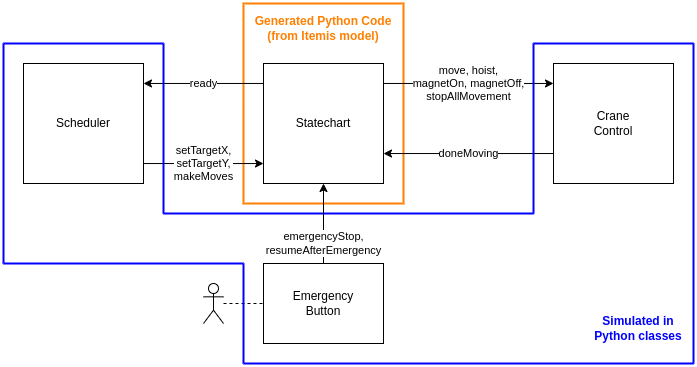 Generated Python Code
(from Itemis model)
Scheduler
ready
Statechart
move, hoist,
magnetOn, magnetOff,
stopAllMovement
Crane
Control
setTargetX,
setTargetY,
makeMoves
doneMoving
emergencyStop,
resumeAfterEmergency
Emergency
Button
Simulated in
Python classes